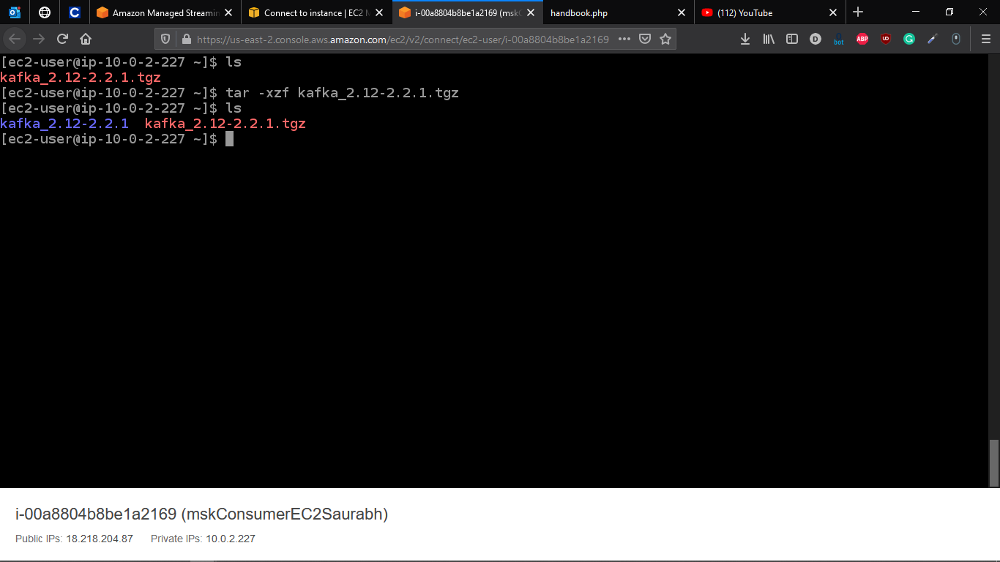 Amazon Managed Streamin
Connect to instance | EC2 M
i-00a8804b8be1a2169 (msk
handbook.php
(112) YouTube
https://us-east-2.console.aws.amazon.com/ec2/v2/connect/ec2-user/i-00a8804b8be1a2169
D
bot
ABP
[ec2-user@ip-10-0-2-227 ~]$ ls
kafka_2.12-2.2.1.tgz
[ec2-user@ip-10-0-2-227 ~]$ tar -xzf kafka_2.12-2.2.1.tgz
[ec2-user@ip-10-0-2-227 ~]$ ls
kafka_2.12-2.2.1 kafka_2.12-2.2.1.tgz
[ec2-user@ip-10-0-2-227 ~]$
i-00a8804b8be1a2169 (mskConsumerEC2Saurabh)
Public IPs: 18.218.204.87 Private IPs: 10.0.2.227